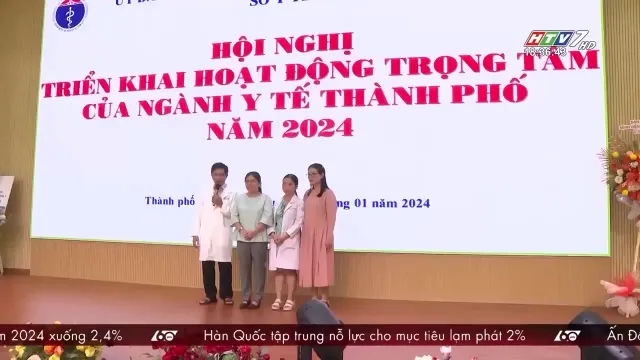 HTV7 HD
HỘI NGHỊ
TRIỂN KHAI HOẠT ĐỘNG TRỌNG TÂM
CỦA NGÀNH Y TẾ THÀNH PHỐ
NĂM 2024
Thành phố
01 năm 2024
2024 xuống 2,4%
60
Hàn Quốc tập trung nỗ lực cho mục tiêu lạm phát 2%
60
Ấn